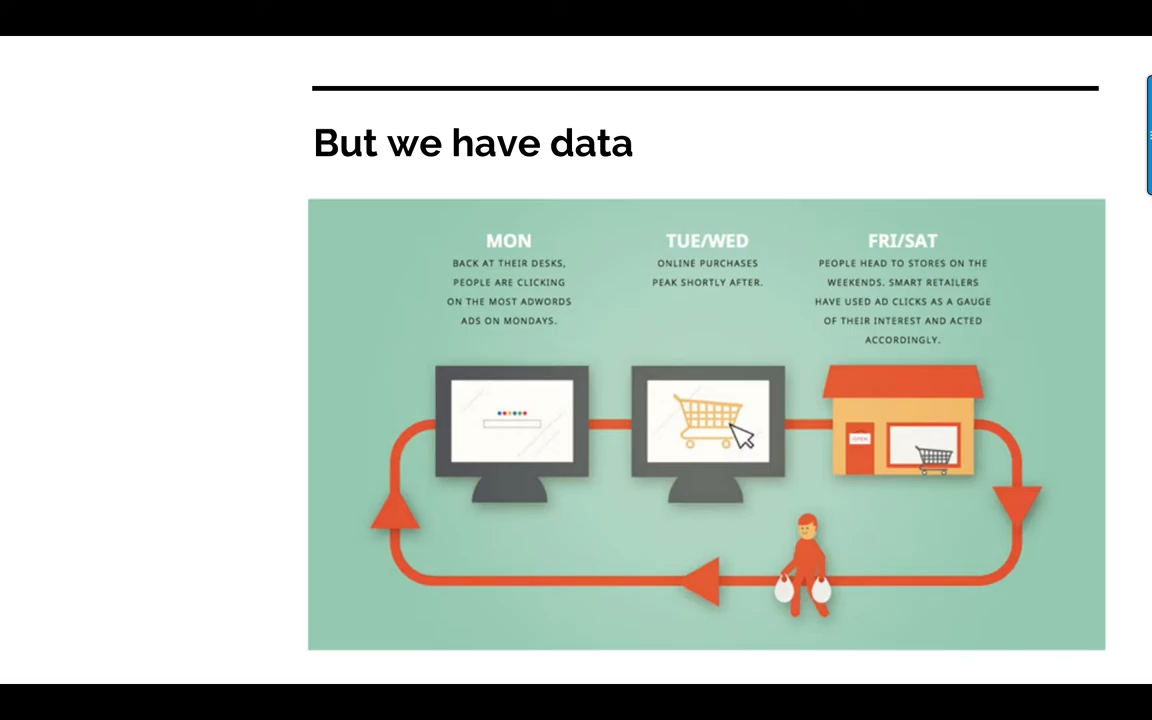 But we have data
MON
BACK AT THEIR DESKS,
PEOPLE ARE CLICKING
ON THE MOST ADWORDS
ADS ON MONDAYS.
TUE/WED
ONLINE PURCHASES
PEAK SHORTLY AFTER.
FRI/SAT
PEOPLE HEAD TO STORES ON THE
WEEKENDS. SMART RETAILERS
HAVE USED AD CLICKS AS A GAUGE
OF THEIR INTEREST AND ACTED
ACCORDINGLY.
OPEN